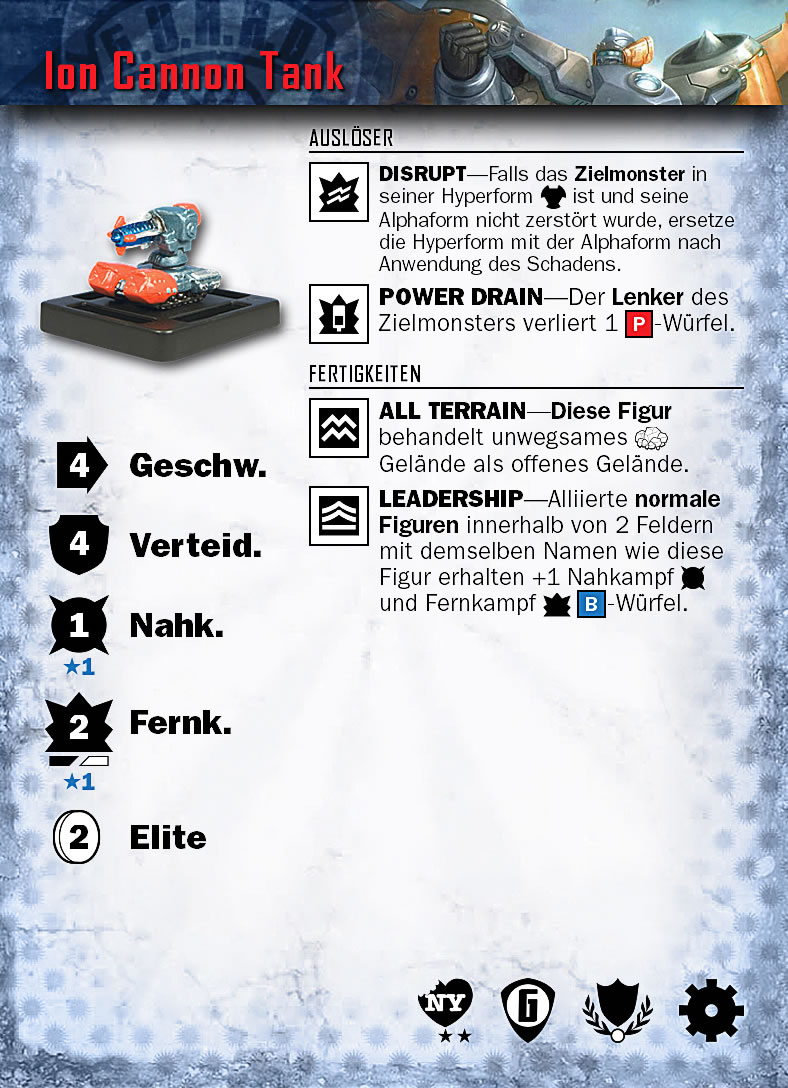 Ion Cannon Tank
AUSLÖSER
DISRUPT—Falls das Zielmonster in
seiner Hyperform ist und seine
Alphaform nicht zerstört wurde, ersetze
die Hyperform mit der Alphaform nach
Anwendung des Schadens.
POWER DRAIN—Der Lenker des
Zielmonsters verliert 1 P-Würfel.
FERTIGKEITEN
ALL TERRAIN—Diese Figur
behandelt unwegsames
Gelände als offenes Gelände.
LEADERSHIP—Alliierte normale
Figuren innerhalb von 2 Feldern
mit demselben Namen wie diese
Figur erhalten +1 Nahkampf
und Fernkampf B-Würfel.
4 Geschw.
4 Verteid.
1 Nahk.
★1
2 Fernk.
★1
2 Elite
NY G
★★